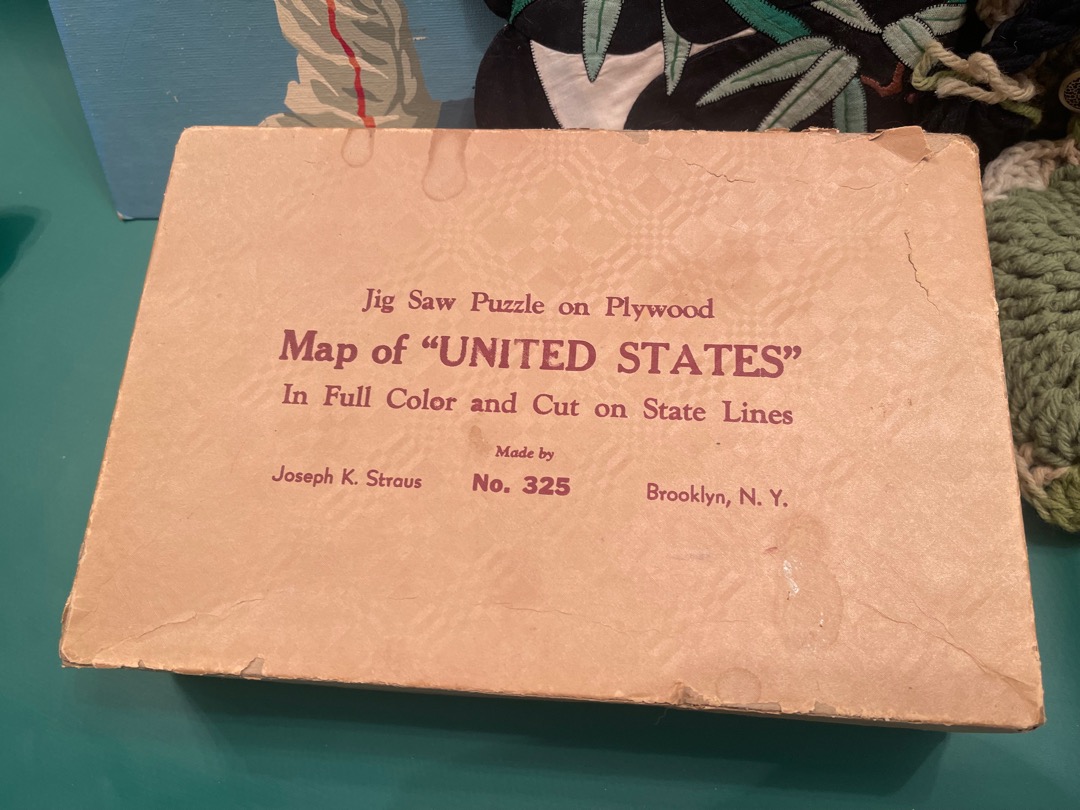 Jig Saw Puzzle on Plywood
Map of “UNITED STATES”
In Full Color and Cut on State Lines
Made by
Joseph K. Straus No. 325 Brooklyn, N. Y.